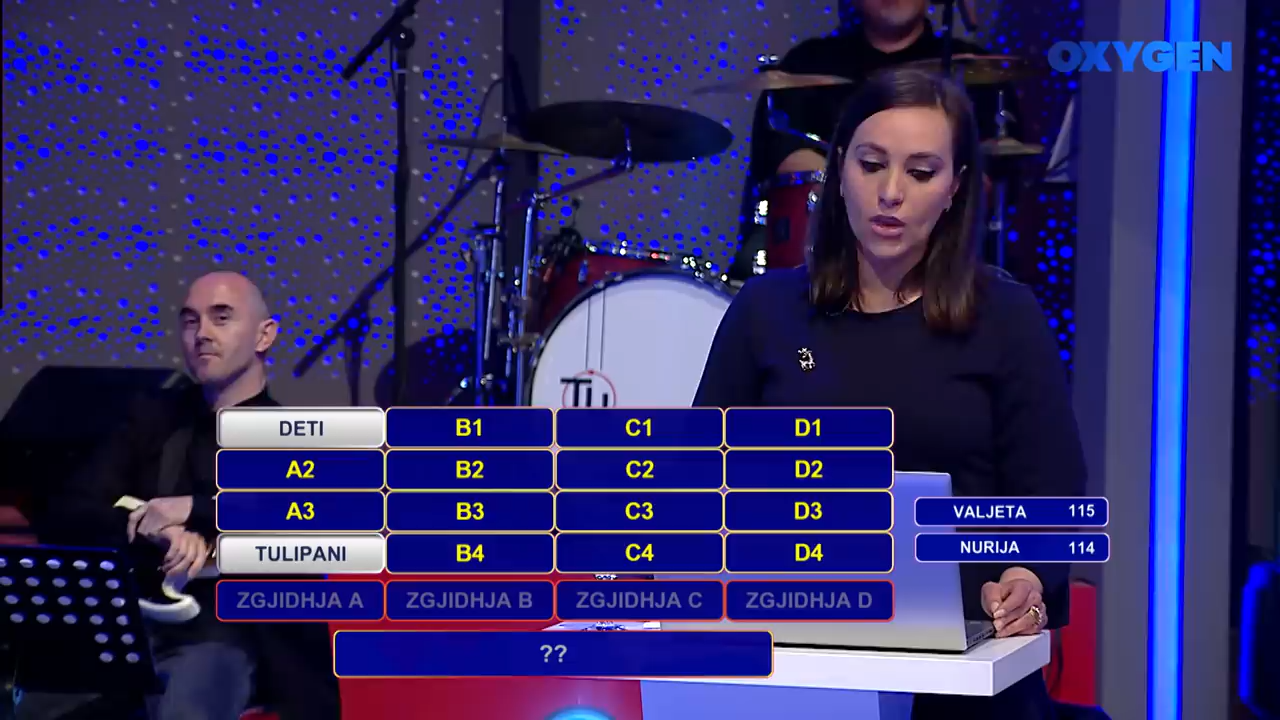 OXYGEN
TU
DETI B1 C1 D1
A2 B2 C2 D2
A3 B3 C3 D3
TULIPANI B4 C4 D4
ZGJIDHJA A ZGJIDHJA B ZGJIDHJA C ZGJIDHJA D
??
VALJETA 115
NURIJA 114